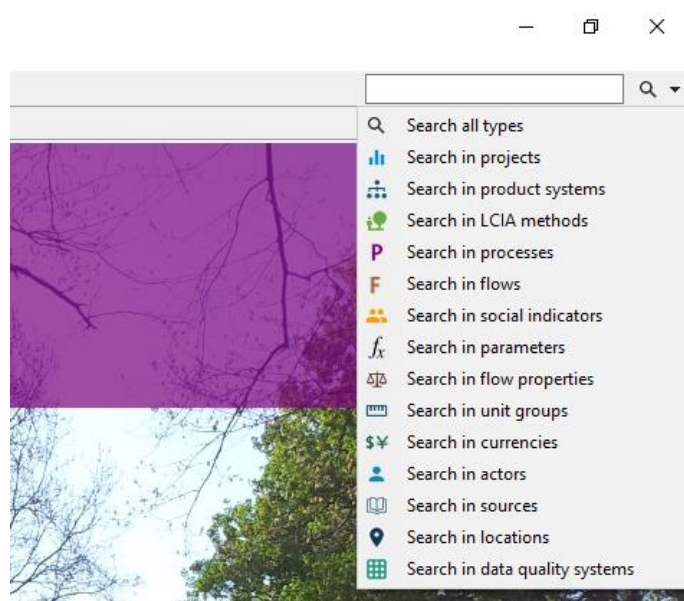 Search all types
Search in projects
Search in product systems
Search in LCIA methods
P Search in processes
F Search in flows
Search in social indicators
fx Search in parameters
Search in flow properties
Search in unit groups
$¥ Search in currencies
Search in actors
Search in sources
Search in locations
Search in data quality systems